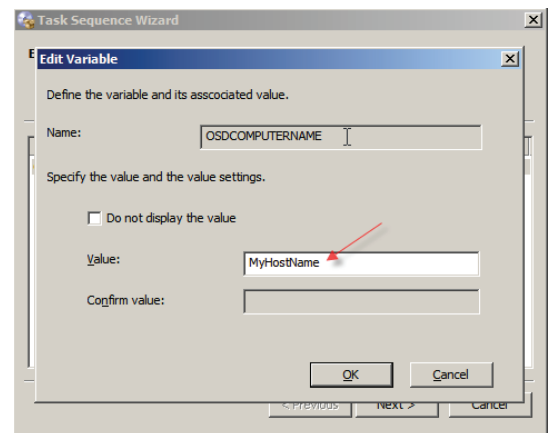 Task Sequence Wizard
E
Edit Variable
Define the variable and its asscociated value.
Name:
OSDCOMPUTERNAME
Specify the value and the value settings.
Do not display the value
Value:
MyHostName
Confirm value:
OK
Cancel
< Previous
Next >
Cancel